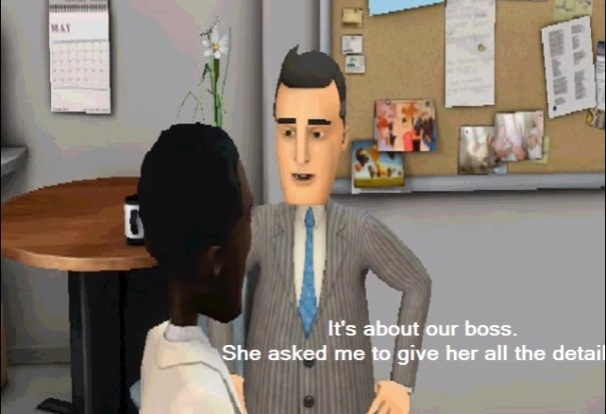 MAY
It's about our boss.
She asked me to give her all the detail